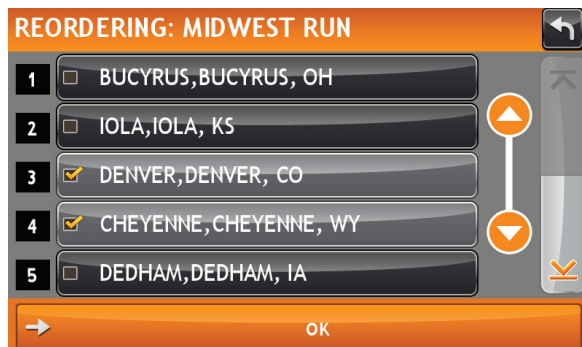 REORDERING: MIDWEST RUN
1 BUCYRUS,BUCYRUS, OH
2 IOLA,IOLA, KS
3 DENVER,DENVER, CO
4 CHEYENNE,CHEYENNE, WY
5 DEDHAM,DEDHAM, IA
OK